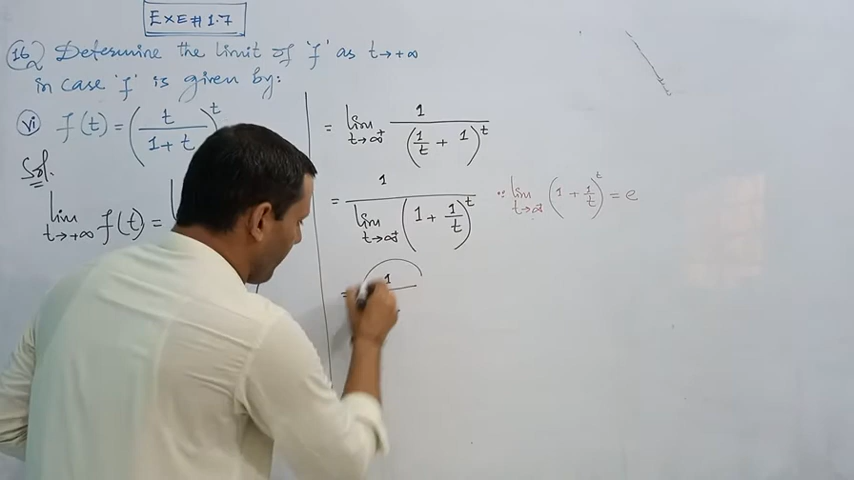 EXE # 1.7
16 Determine the limit of 'f' as t→+∞
in case 'f' is given by:
vi f(t) = (t/(1+t))^t
Sol.
lim t→+∞ f(t) =
= lim t→∞⁺ 1/(1/t + 1)^t
= 1/(lim t→∞⁺ (1 + 1/t)^t) ∵ lim t→∞⁺ (1 + 1/t)^t = e
= 1